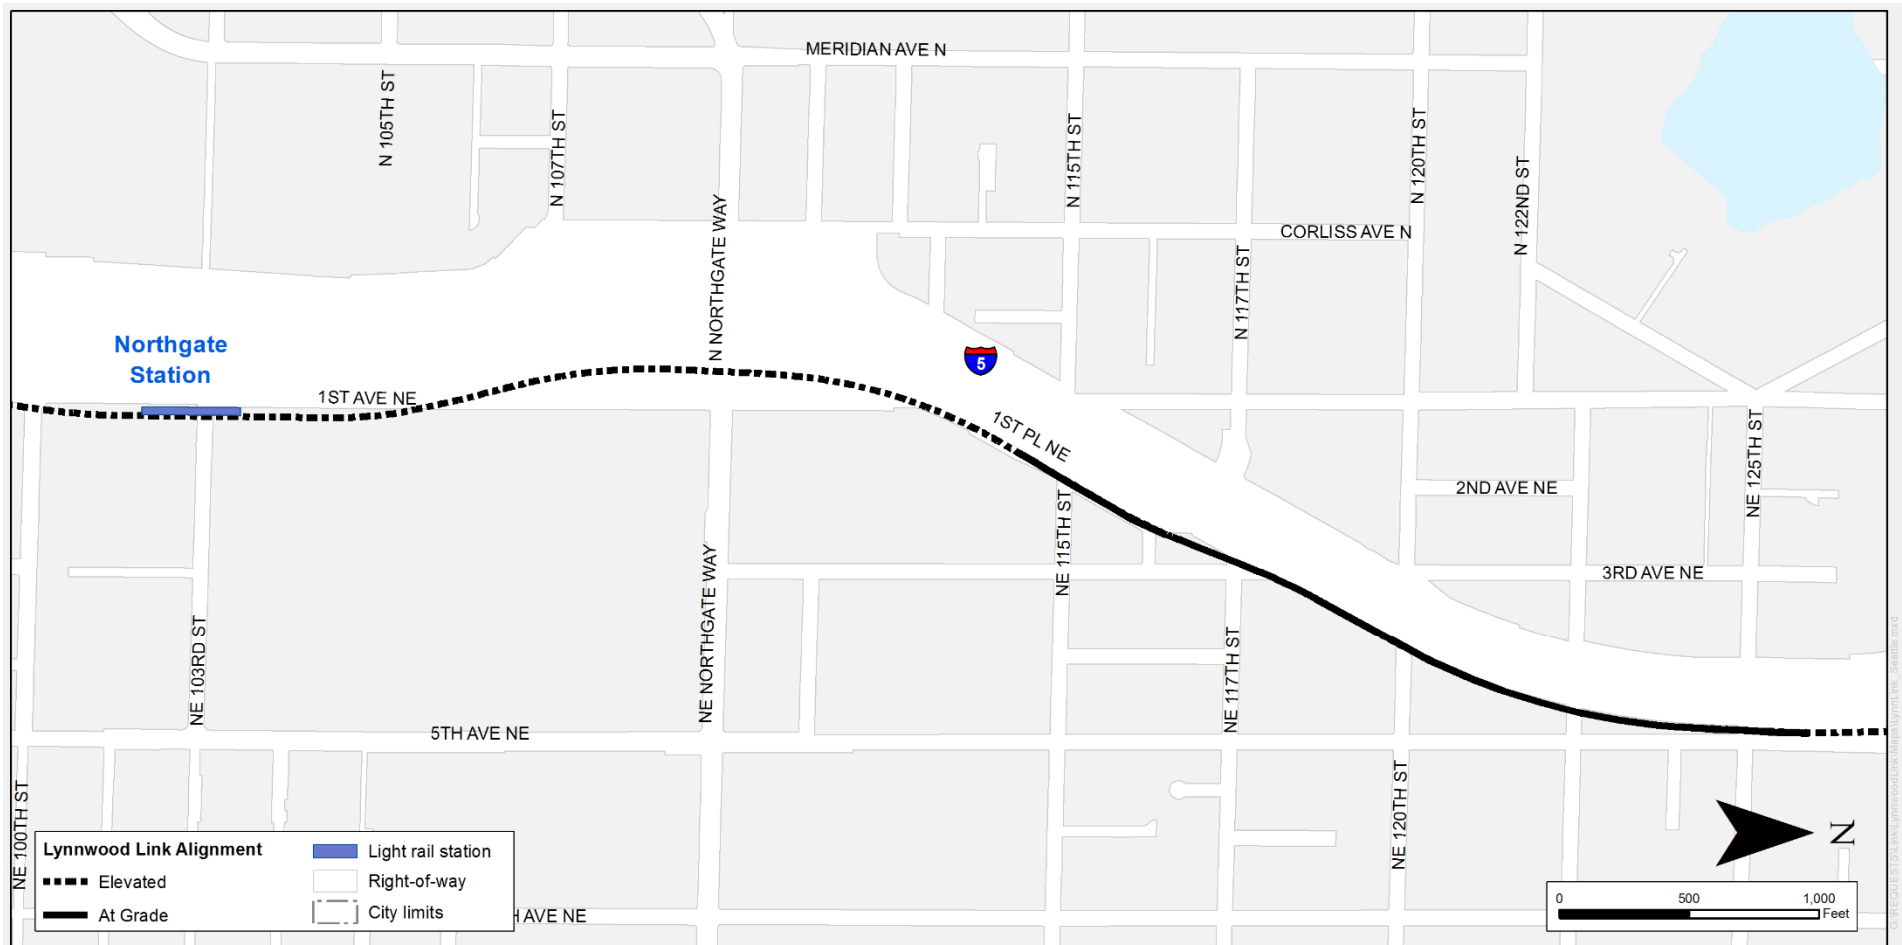 MERIDIAN AVE N
N 105TH ST
N 107TH ST
N 115TH ST
N 120TH ST
N 122ND ST
N NORTHGATE WAY
CORLISS AVE N
N 117TH ST
Northgate
Station
5
1ST AVE NE
1ST PL NE
NE 125TH ST
2ND AVE NE
NE 115TH ST
3RD AVE NE
NE NORTHGATE WAY
NE 103RD ST
NE 117TH ST
5TH AVE NE
NE 120TH ST
NE 100TH ST
N
Lynnwood Link Alignment
Elevated
At Grade
Light rail station
Right-of-way
City limits
AVE NE
0 500 1,000
Feet